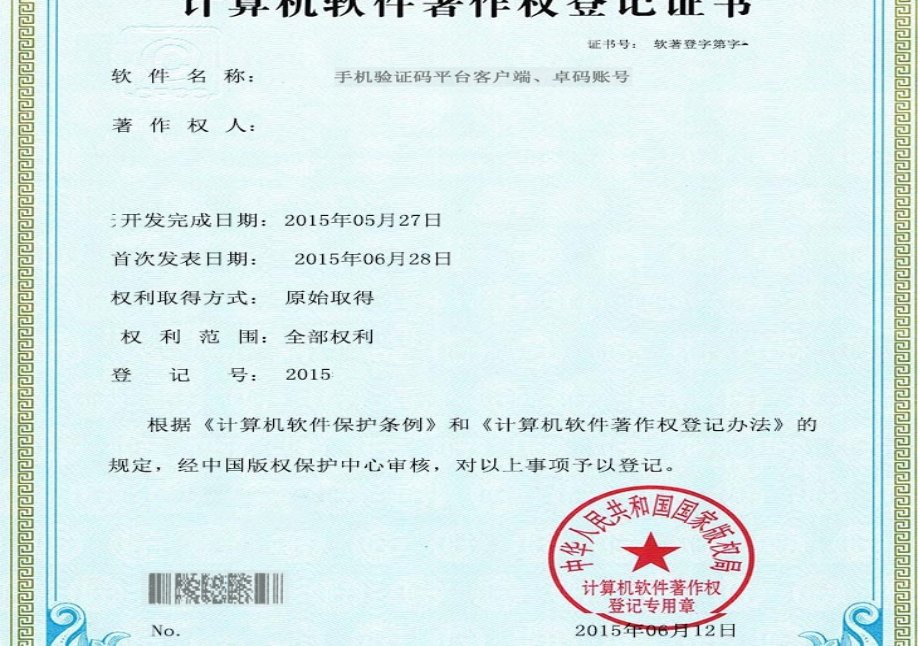 计算机软件著作权登记证书
证书号： 软著登字第字
软 件 名 称： 手机验证码平台客户端、卓码账号
著 作 权 人：
开发完成日期： 2015年05月27日
首次发表日期： 2015年06月28日
权利取得方式： 原始取得
权 利 范 围： 全部权利
登 记 号： 2015
根据《计算机软件保护条例》和《计算机软件著作权登记办法》的
规定，经中国版权保护中心审核，对以上事项予以登记。
中华人民共和国国家版权局
计算机软件著作权
登记专用章
No.
2015年06月12日